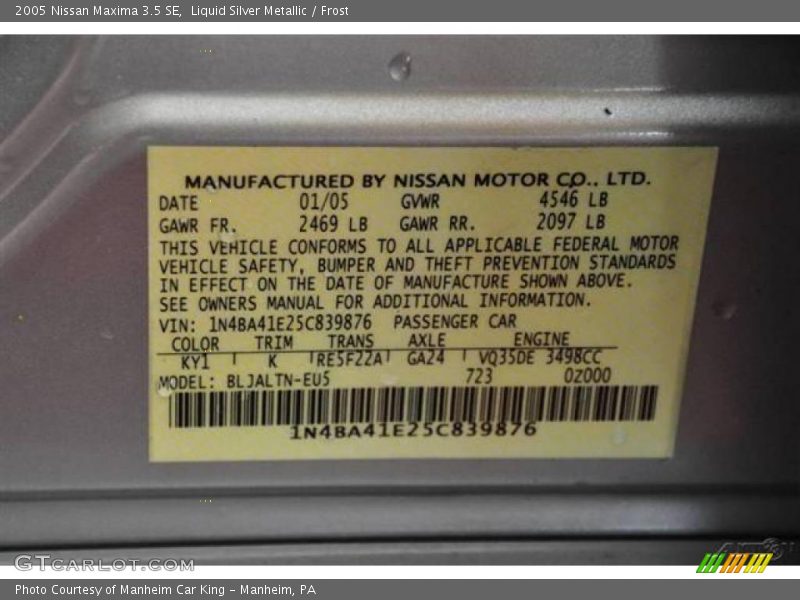 2005 Nissan Maxima 3.5 SE, Liquid Silver Metallic / Frost
MANUFACTURED BY NISSAN MOTOR CO., LTD.
DATE 01/05 GVWR 4546 LB
GAWR FR. 2469 LB GAWR RR. 2097 LB
THIS VEHICLE CONFORMS TO ALL APPLICABLE FEDERAL MOTOR
VEHICLE SAFETY, BUMPER AND THEFT PREVENTION STANDARDS
IN EFFECT ON THE DATE OF MANUFACTURE SHOWN ABOVE.
SEE OWNERS MANUAL FOR ADDITIONAL INFORMATION.
VIN: 1N4BA41E25C839876 PASSENGER CAR
COLOR TRIM TRANS AXLE ENGINE
KY1 K RE5F22A GA24 VQ35DE 3498CC
MODEL: BLJALTN-EU5 723 0Z000
1N4BA41E25C839876
GTCARLOT.COM
Photo Courtesy of Manheim Car King – Manheim, PA